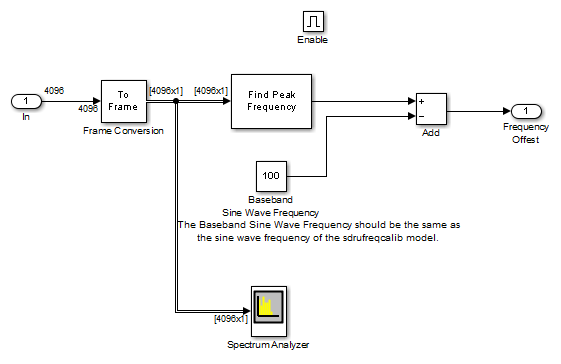 Enable
4096
[4096x1]
[4096x1]
1
In
4096
To
Frame
Frame Conversion
Find Peak
Frequency
+
−
Add
1
Frequency
Offest
100
Baseband
Sine Wave Frequency
The Baseband Sine Wave Frequency should be the same as
the sine wave frequency of the sdrufreqcalib model.
[4096x1]
Spectrum Analyzer